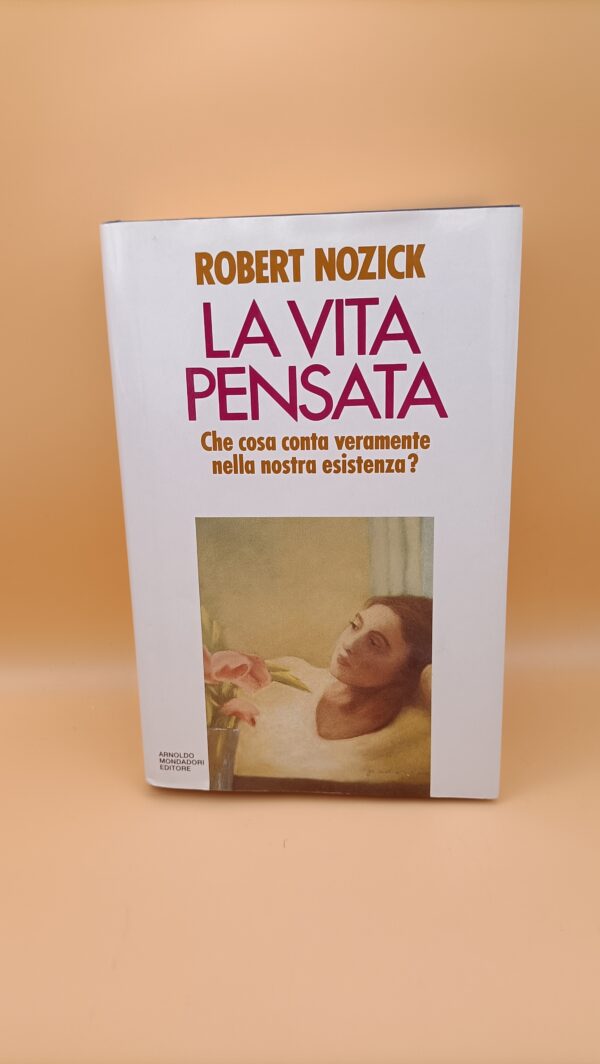 ROBERT NOZICK
LA VITA
PENSATA
Che cosa conta veramente
nella nostra esistenza?
ARNOLDO
MONDADORI
EDITORE